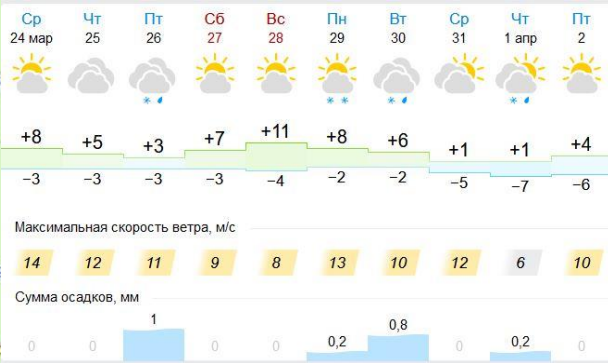 Ср Чт Пт Сб Вс Пн Вт Ср Чт Пт
24 мар 25 26 27 28 29 30 31 1 апр 2
+8 +5 +3 +7 +11 +8 +6 +1 +1 +4
−3 −3 −3 −3 −4 −2 −2 −5 −7 −6
Максимальная скорость ветра, м/с
14 12 11 9 8 13 10 12 6 10
Сумма осадков, мм
0 0 1 0 0 0,2 0,8 0 0,2 0